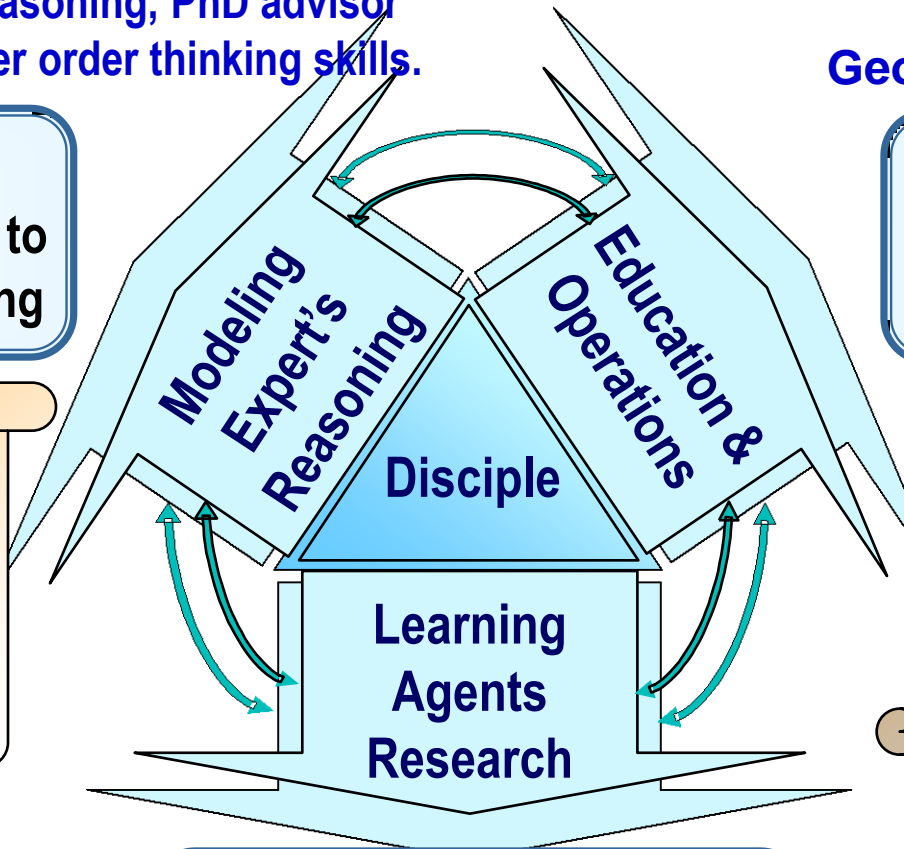 asoning, PhD advisor
er order thinking skills.
Geo
to
ng
Modeling
Expert's
Reasoning
Education &
Operations
Disciple
Learning
Agents
Research